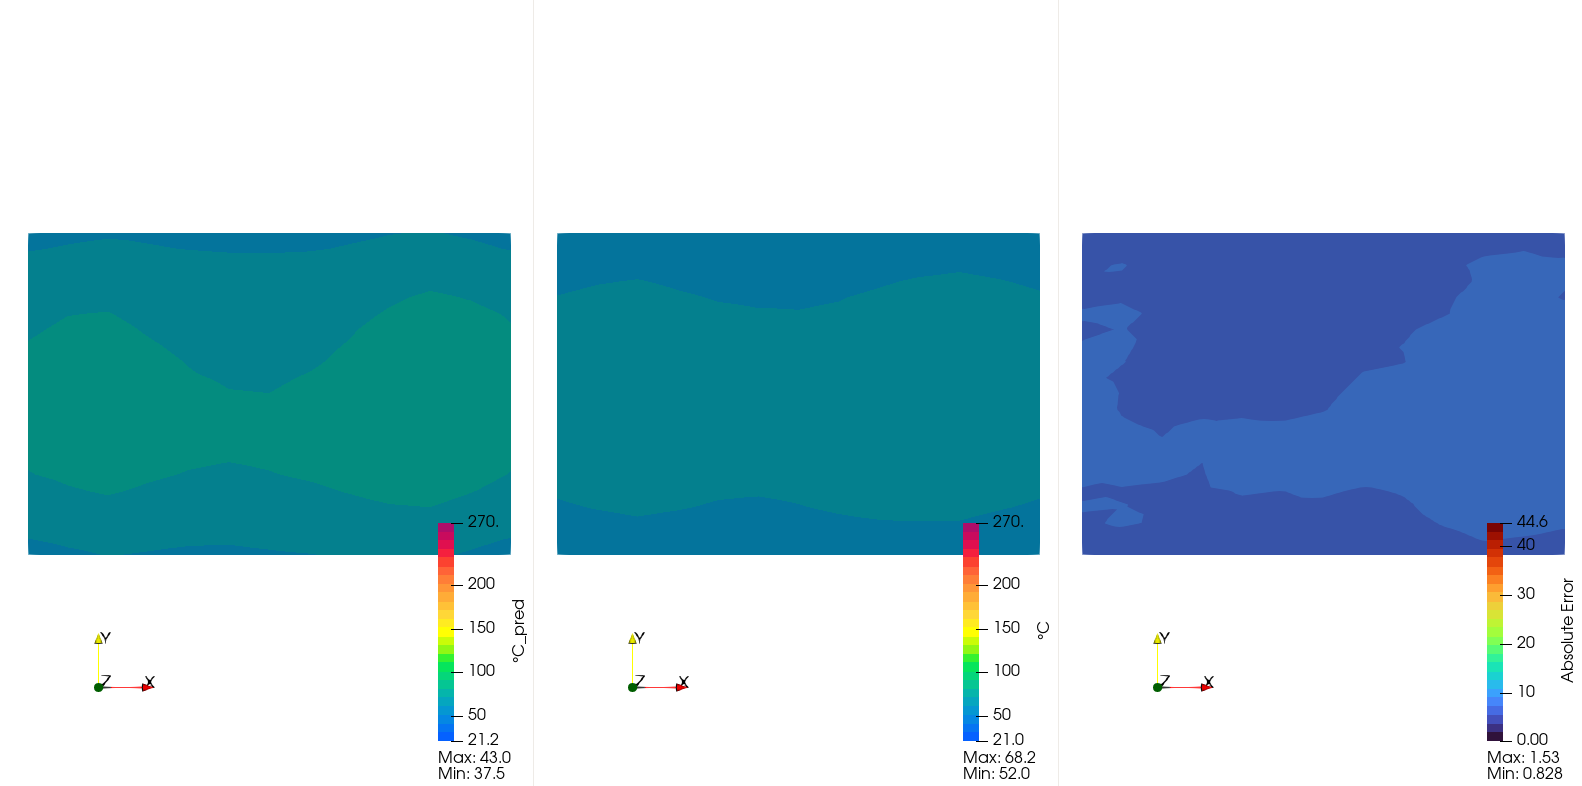 270.
200
150
100
50
21.2
°C_pred
Max: 43.0
Min: 37.5
Y
Z
X
270.
200
150
100
50
21.0
°C
Max: 68.2
Min: 52.0
Y
Z
X
44.6
40
30
20
10
0.00
Absolute Error
Max: 1.53
Min: 0.828
Y
Z
X